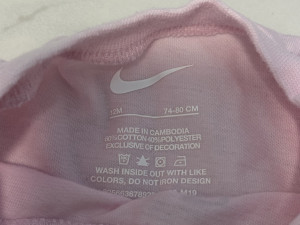 12M 74-80 CM
MADE IN CAMBODIA
60%COTTON 40%POLYESTER
EXCLUSIVE OF DECORATION
WASH INSIDE OUT WITH LIKE
COLORS, DO NOT IRON DESIGN